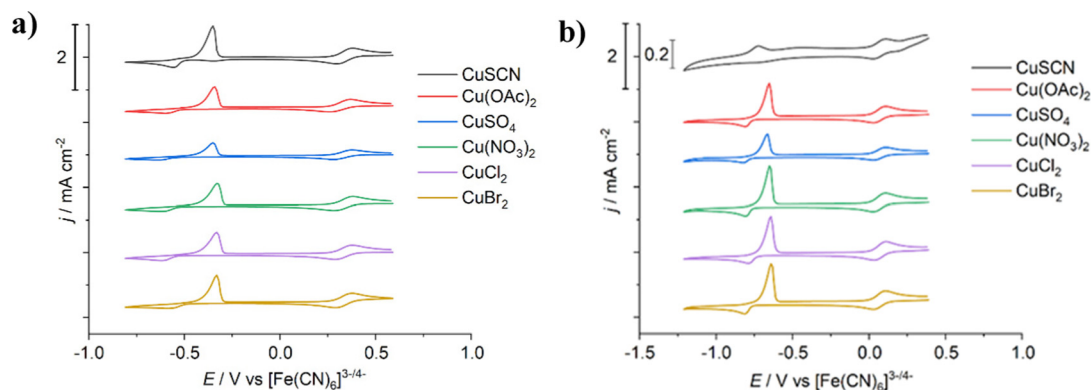 a)
2
j / mA cm⁻²
CuSCN
Cu(OAc)₂
CuSO₄
Cu(NO₃)₂
CuCl₂
CuBr₂
-1.0 -0.5 0.0 0.5 1.0
E / V vs [Fe(CN)₆]³⁻/⁴⁻
b)
2
0.2
j / mA cm⁻²
CuSCN
Cu(OAc)₂
CuSO₄
Cu(NO₃)₂
CuCl₂
CuBr₂
-1.5 -1.0 -0.5 0.0 0.5 1.0
E / V vs [Fe(CN)₆]³⁻/⁴⁻